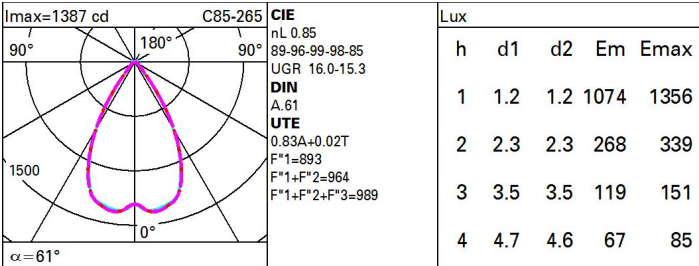 Imax=1387 cd C85-265
90° 180° 90°
1500
0°
α=61°
CIE
nL 0.85
89-96-99-98-85
UGR 16.0-15.3
DIN
A.61
UTE
0.83A+0.02T
F"1=893
F"1+F"2=964
F"1+F"2+F"3=989
Lux
h d1 d2 Em Emax
1 1.2 1.2 1074 1356
2 2.3 2.3 268 339
3 3.5 3.5 119 151
4 4.7 4.6 67 85